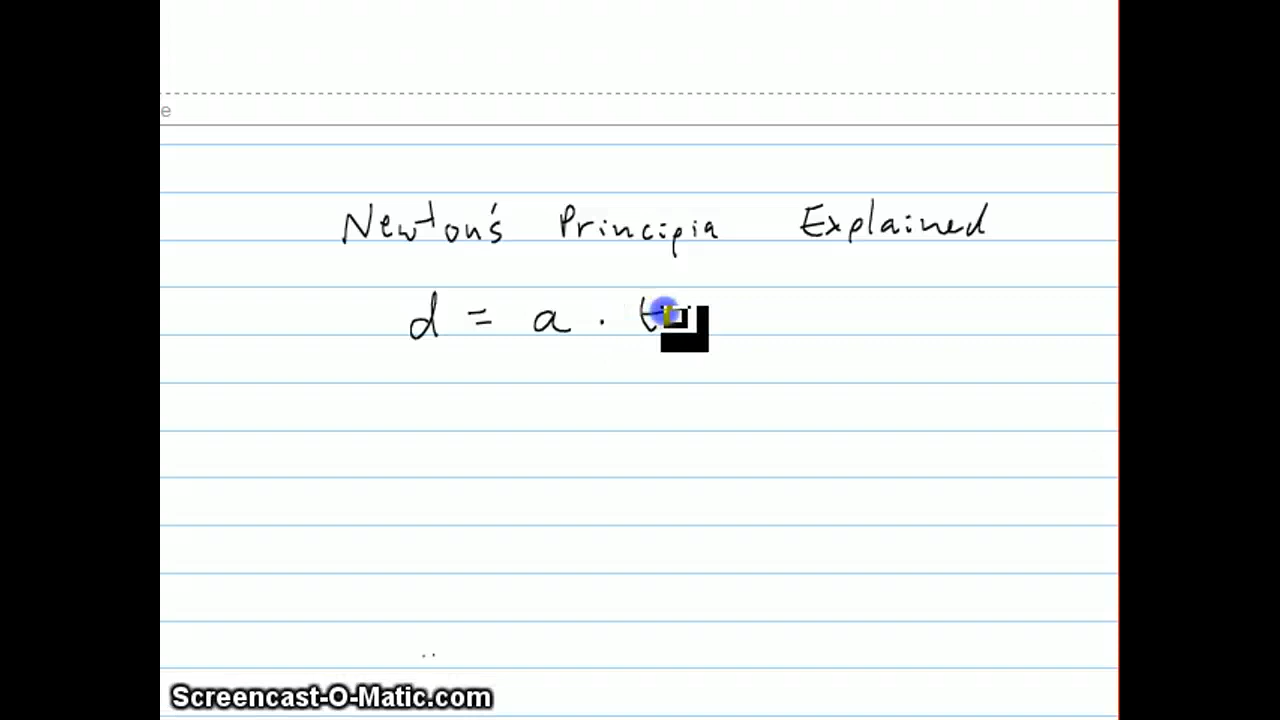 e
Newton's Principia Explained
d = a · t
Screencast-O-Matic.com